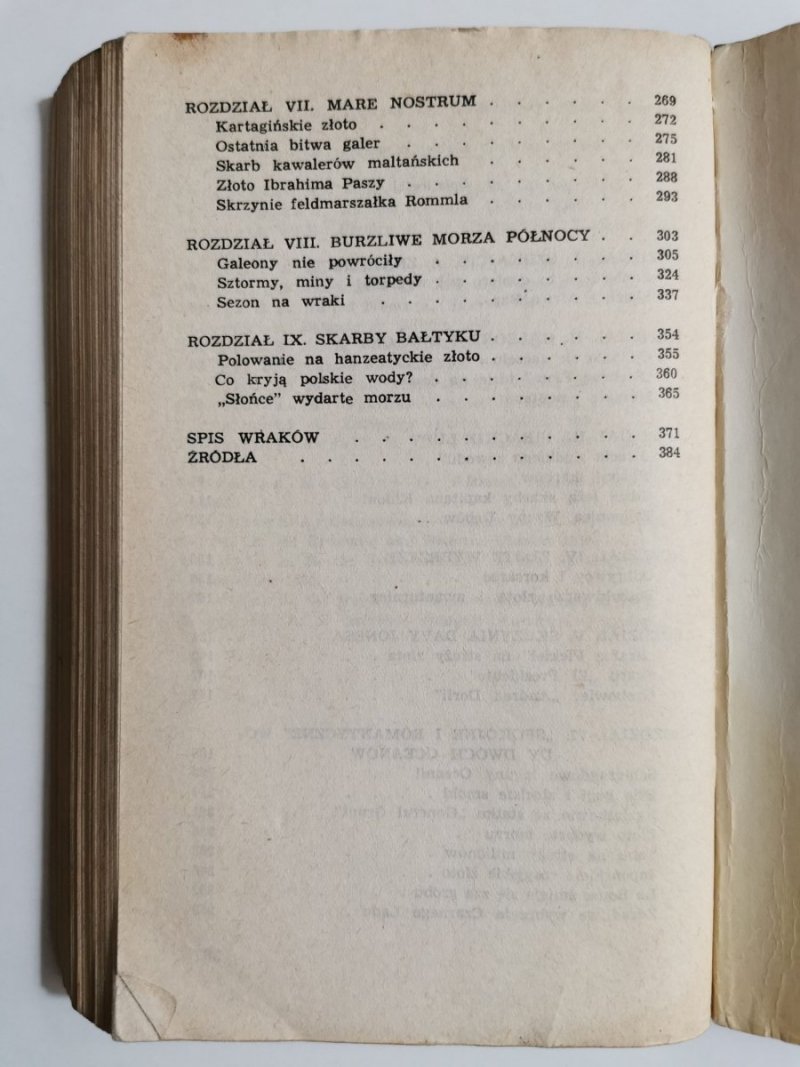 ROZDZIAŁ VII. MARE NOSTRUM . . . . . . 269
Kartagińskie złoto . . . . . . . . . . 272
Ostatnia bitwa galer . . . . . . . . . 275
Skarb kawalerów maltańskich . . . . . . 281
Złoto Ibrahima Paszy . . . . . . . . . 288
Skrzynie feldmarszałka Rommla . . . . . . 293
ROZDZIAŁ VIII. BURZLIWE MORZA PÓŁNOCY . . 303
Galeony nie powróciły . . . . . . . . 305
Sztormy, miny i torpedy . . . . . . . . 324
Sezon na wraki . . . . . . . . . . 337
ROZDZIAŁ IX. SKARBY BAŁTYKU . . . . . . 354
Polowanie na hanzeatyckie złoto . . . . . . 355
Co kryją polskie wody? . . . . . . . . 360
„Słońce” wydarte morzu . . . . . . . . 365
SPIS WRAKÓW . . . . . . . . . . . 371
ŹRÓDŁA . . . . . . . . . . . . . 384